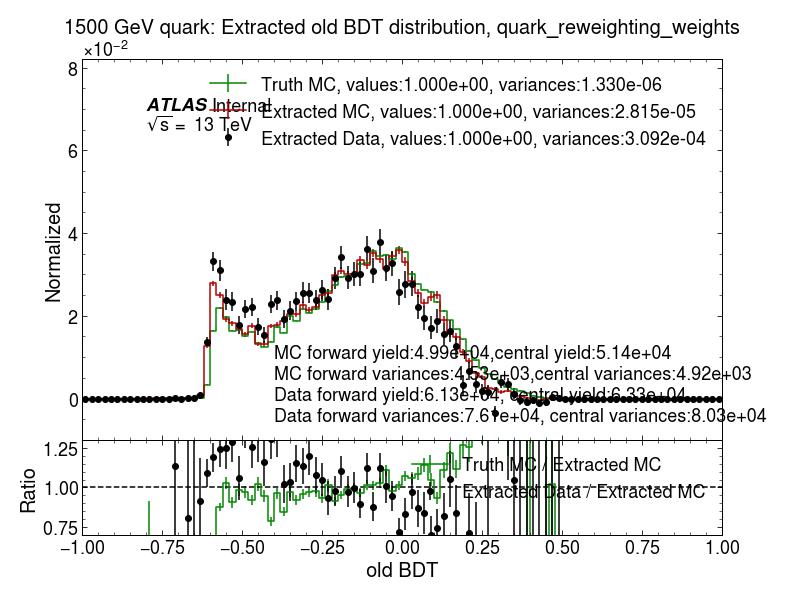 1500 GeV quark: Extracted old BDT distribution, quark_reweighting_weights
×10⁻²
8
Truth MC, values:1.000e+00, variances:1.330e-06
ATLAS Internal
Extracted MC, values:1.000e+00, variances:2.815e-05
√s = 13 TeV
Extracted Data, values:1.000e+00, variances:3.092e-04
6
4
Normalized
2
MC forward yield:4.99e+04,central yield:5.14e+04
MC forward variances:4.53e+03,central variances:4.92e+03
Data forward yield:6.13e+04, central yield:6.33e+04
0
Data forward variances:7.61e+04, central variances:8.03e+04
1.25
Truth MC / Extracted MC
Ratio
1.00
Extracted Data / Extracted MC
0.75
−1.00 −0.75 −0.50 −0.25 0.00 0.25 0.50 0.75 1.00
old BDT